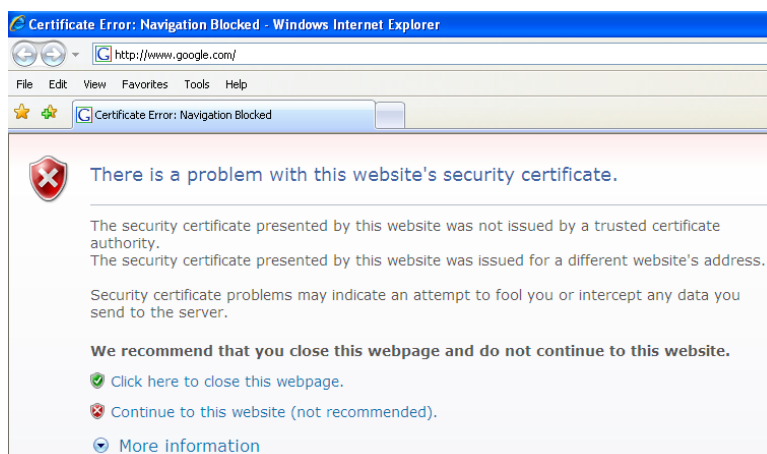 Certificate Error: Navigation Blocked - Windows Internet Explorer
http://www.google.com/
File Edit View Favorites Tools Help
Certificate Error: Navigation Blocked
There is a problem with this website's security certificate.
The security certificate presented by this website was not issued by a trusted certificate
authority.
The security certificate presented by this website was issued for a different website's address.
Security certificate problems may indicate an attempt to fool you or intercept any data you
send to the server.
We recommend that you close this webpage and do not continue to this website.
Click here to close this webpage.
Continue to this website (not recommended).
More information